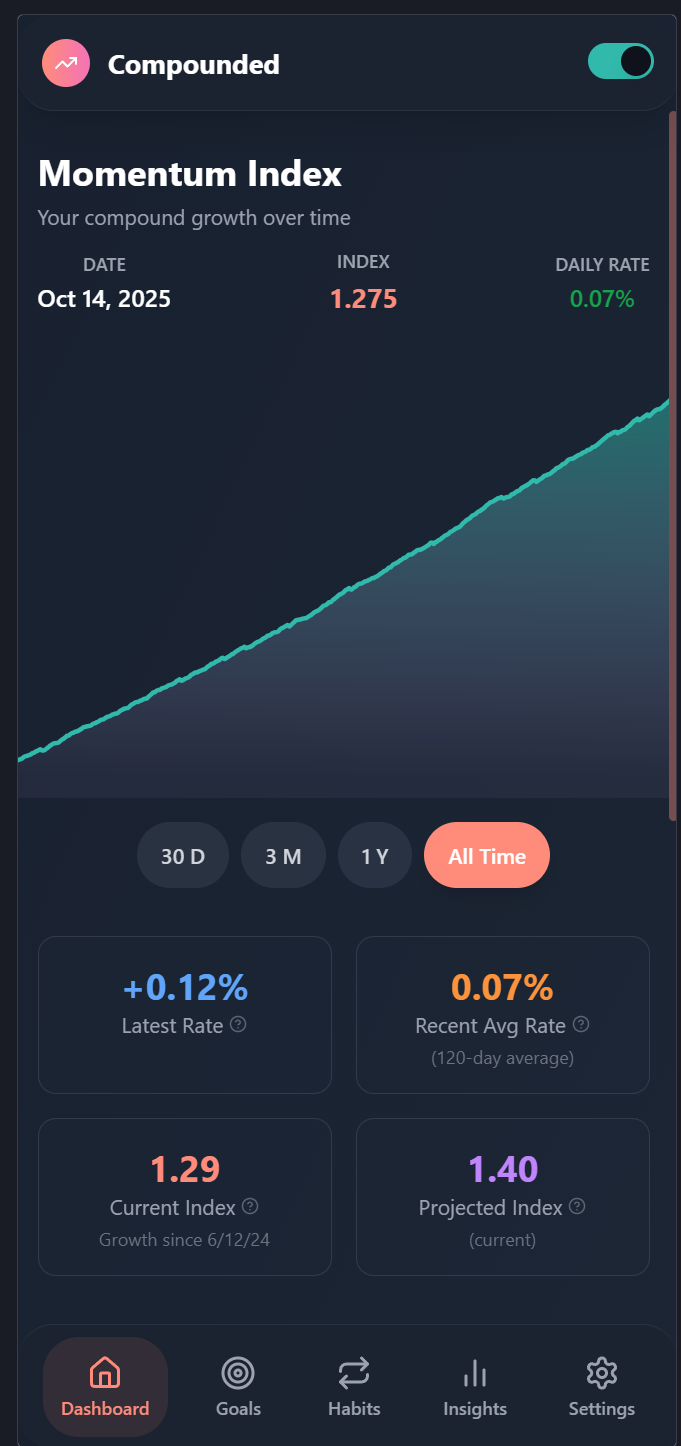 Compounded
Momentum Index
Your compound growth over time
DATE
INDEX
DAILY RATE
Oct 14, 2025
1.275
0.07%
30 D
3 M
1 Y
All Time
+0.12%
Latest Rate ?
0.07%
Recent Avg Rate ?
(120-day average)
1.29
Current Index ?
Growth since 6/12/24
1.40
Projected Index ?
(current)
Dashboard
Goals
Habits
Insights
Settings